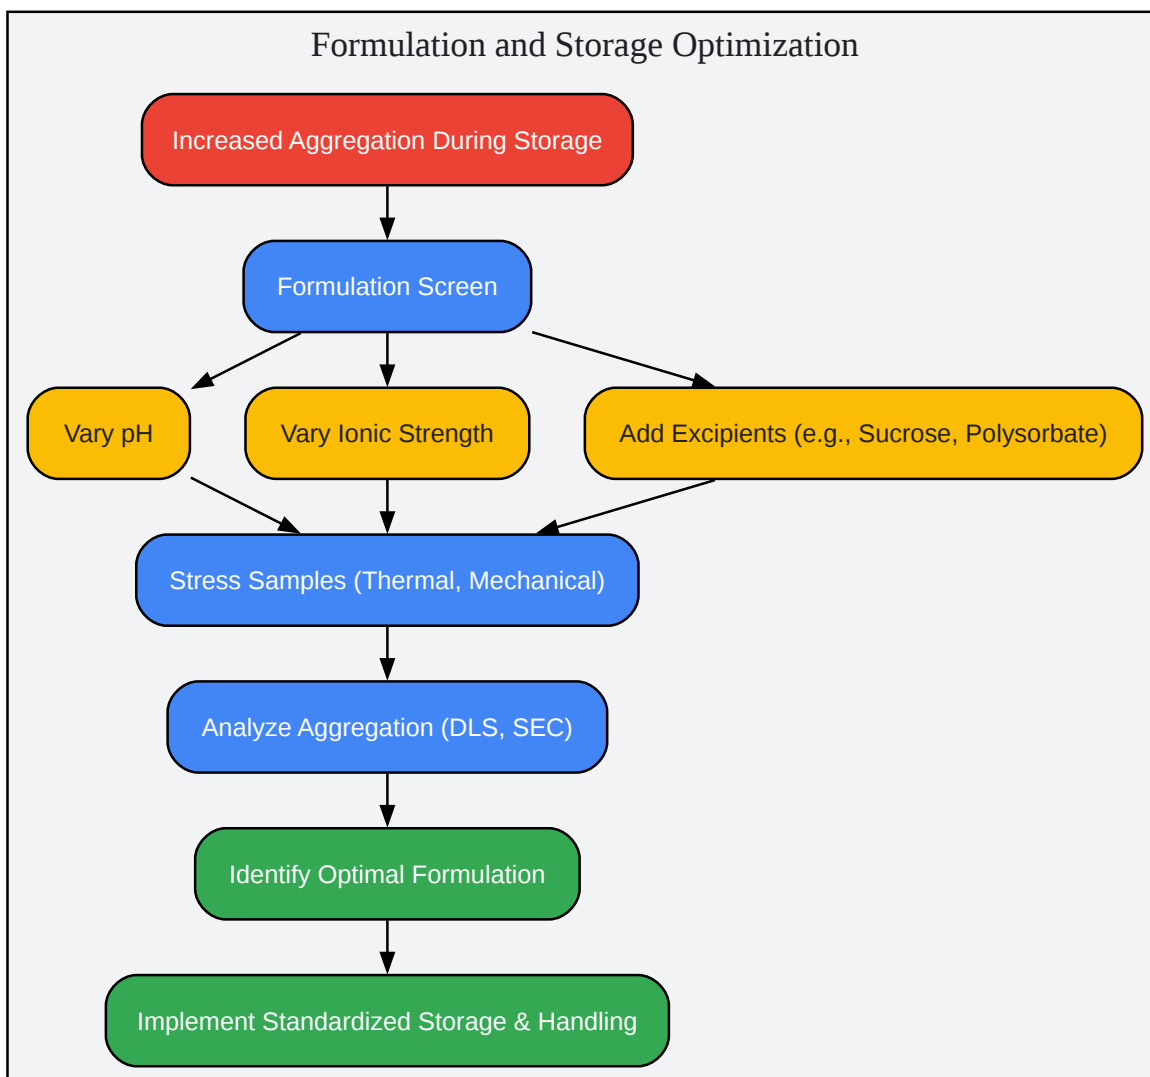 Formulation and Storage Optimization
Increased Aggregation During Storage
Formulation Screen
Vary pH
Vary Ionic Strength
Add Excipients (e.g., Sucrose, Polysorbate)
Stress Samples (Thermal, Mechanical)
Analyze Aggregation (DLS, SEC)
Identify Optimal Formulation
Implement Standardized Storage & Handling